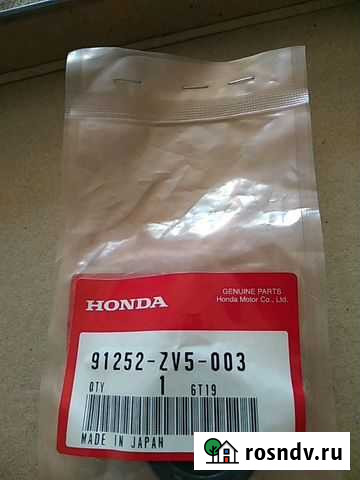 GENUINE PARTS
HONDA Honda Motor Co., Ltd.
91252-ZV5-003
QTY 1 6T19
MADE IN JAPAN
rosndv.ru